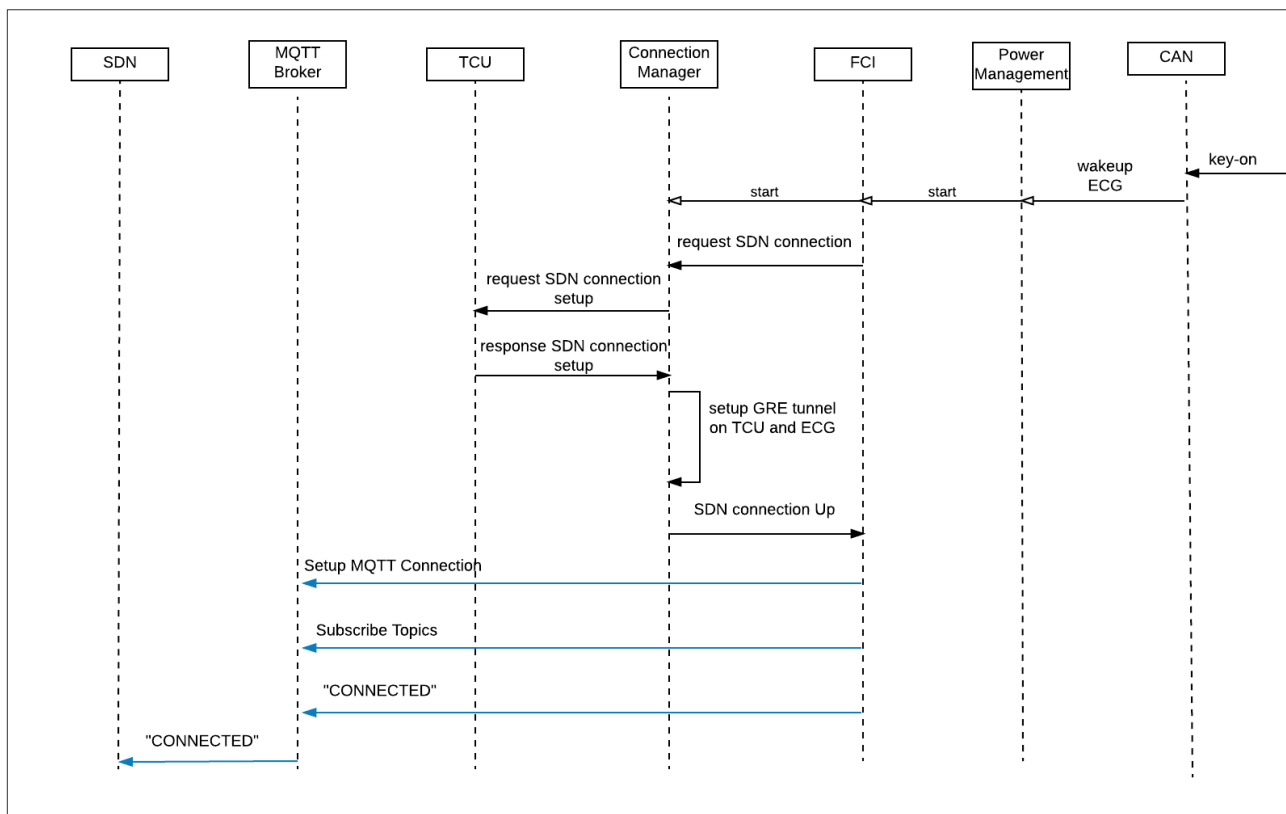 SDN
MQTT
Broker
TCU
Connection
Manager
FCI
Power
Management
CAN
key-on
wakeup
ECG
start
start
request SDN connection
request SDN connection
setup
response SDN connection
setup
setup GRE tunnel
on TCU and ECG
SDN connection Up
Setup MQTT Connection
Subscribe Topics
"CONNECTED"
"CONNECTED"